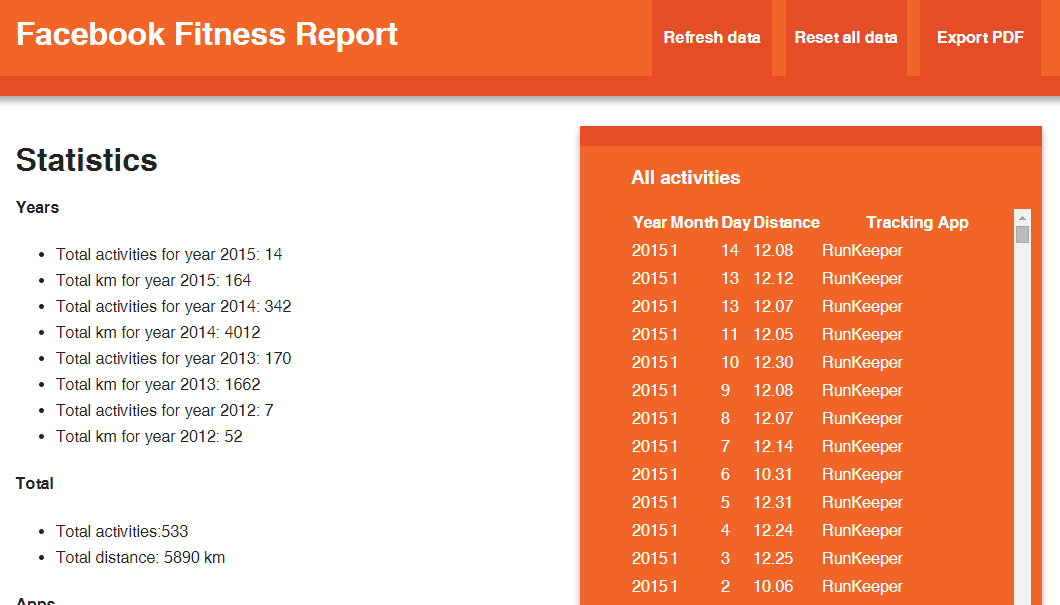 Facebook Fitness Report
Refresh data
Reset all data
Export PDF
Statistics
Years
• Total activities for year 2015: 14
• Total km for year 2015: 164
• Total activities for year 2014: 342
• Total km for year 2014: 4012
• Total activities for year 2013: 170
• Total km for year 2013: 1662
• Total activities for year 2012: 7
• Total km for year 2012: 52
Total
• Total activities:533
• Total distance: 5890 km
Apps
All activities
Year Month Day Distance Tracking App
2015 1 14 12.08 RunKeeper
2015 1 13 12.12 RunKeeper
2015 1 13 12.07 RunKeeper
2015 1 11 12.05 RunKeeper
2015 1 10 12.30 RunKeeper
2015 1 9 12.08 RunKeeper
2015 1 8 12.07 RunKeeper
2015 1 7 12.14 RunKeeper
2015 1 6 10.31 RunKeeper
2015 1 5 12.31 RunKeeper
2015 1 4 12.24 RunKeeper
2015 1 3 12.25 RunKeeper
2015 1 2 10.06 RunKeeper